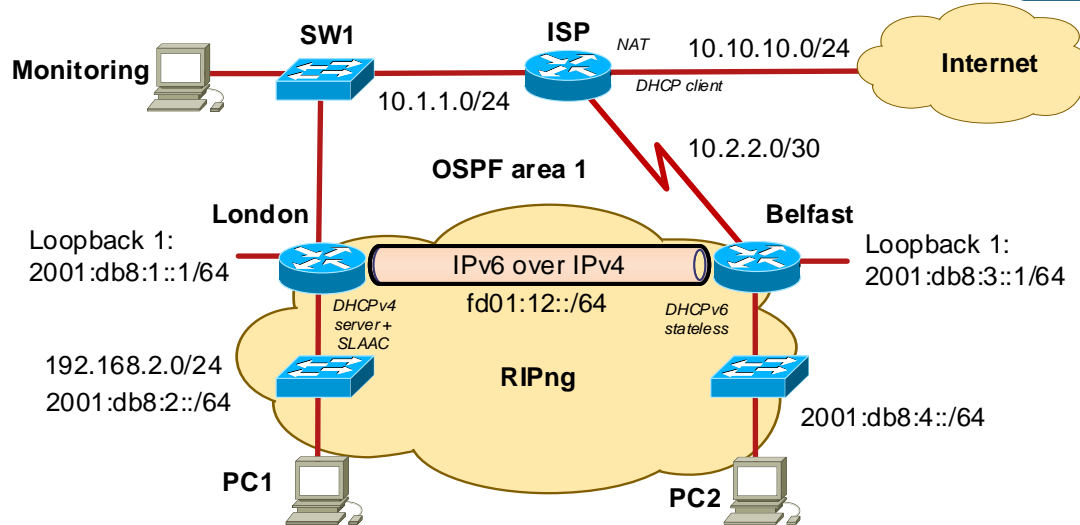 SW1
ISP
NAT
10.10.10.0/24
Internet
Monitoring
10.1.1.0/24
DHCP client
10.2.2.0/30
OSPF area 1
London
Belfast
Loopback 1:
2001:db8:1::1/64
IPv6 over IPv4
Loopback 1:
2001:db8:3::1/64
fd01:12::/64
DHCPv4
server +
SLAAC
DHCPv6
stateless
192.168.2.0/24
2001:db8:2::/64
RIPng
2001:db8:4::/64
PC1
PC2